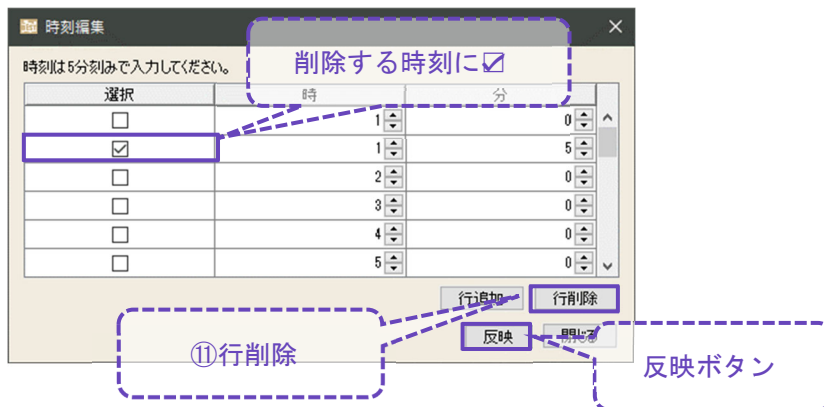 時刻編集
削除する時刻に☑
時刻は5分刻みで入力してください。
選択 時 分
1 0
1 5
2 0
3 0
4 0
5 0
行追加 行削除
⑪行削除
反映 閉じる
反映ボタン